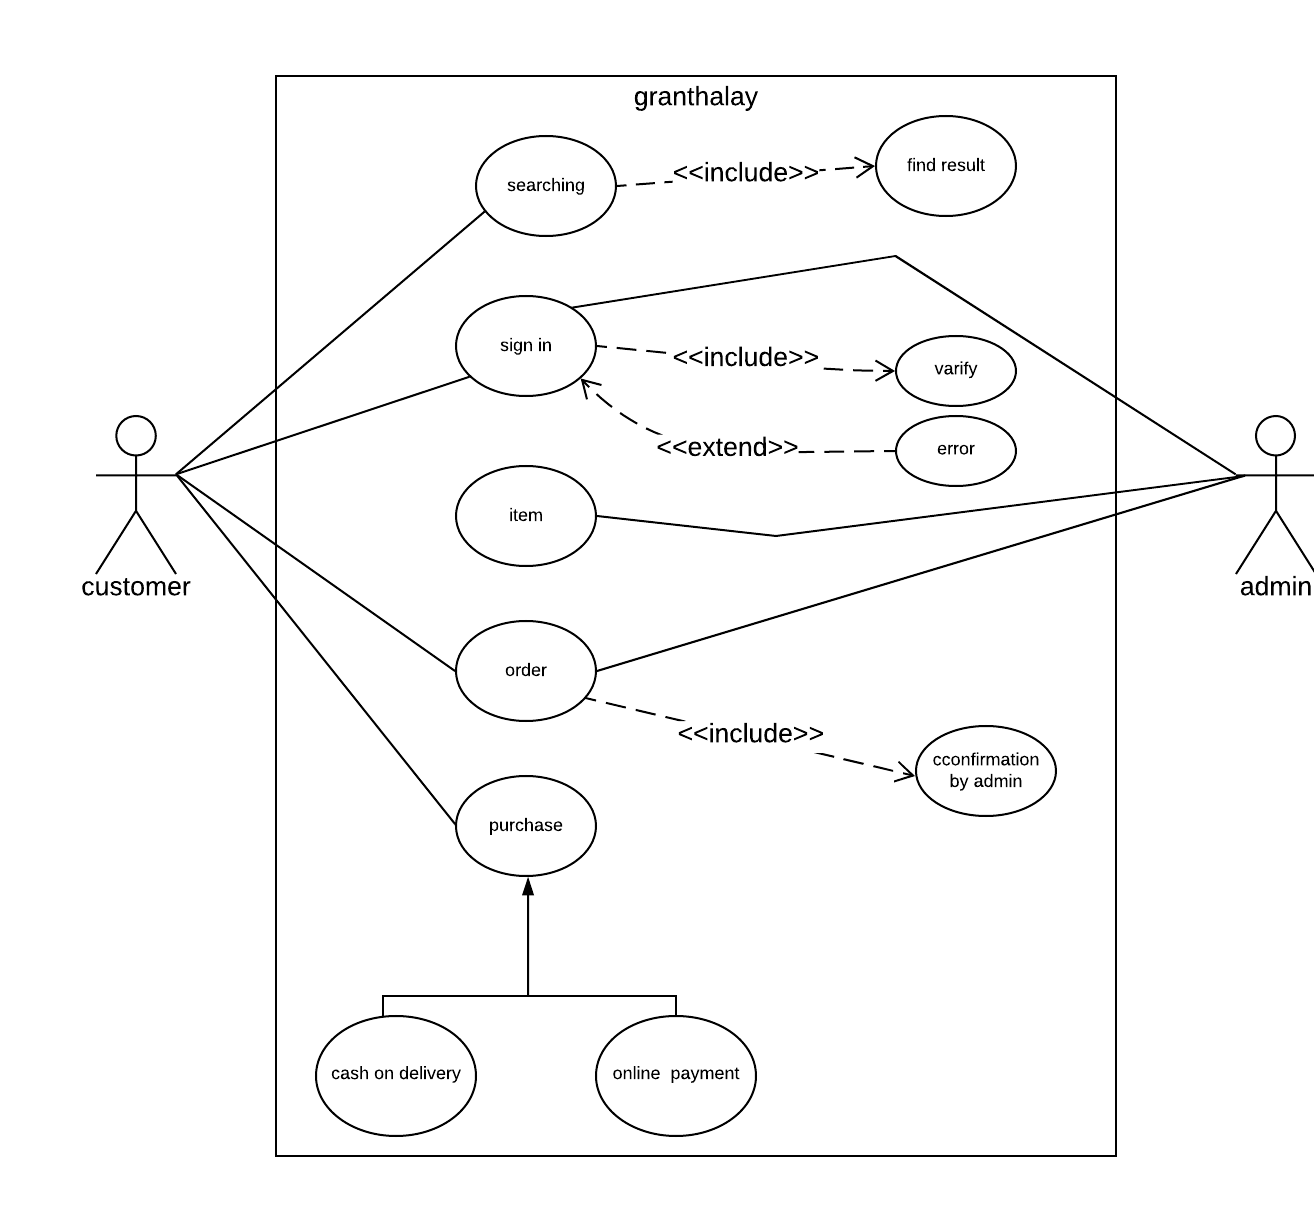 granthalay
searching
<<include>>
find result
sign in
<<include>>
varify
<<extend>>
error
item
customer
admin
order
<<include>>
cconfirmation
by admin
purchase
cash on delivery
online  payment